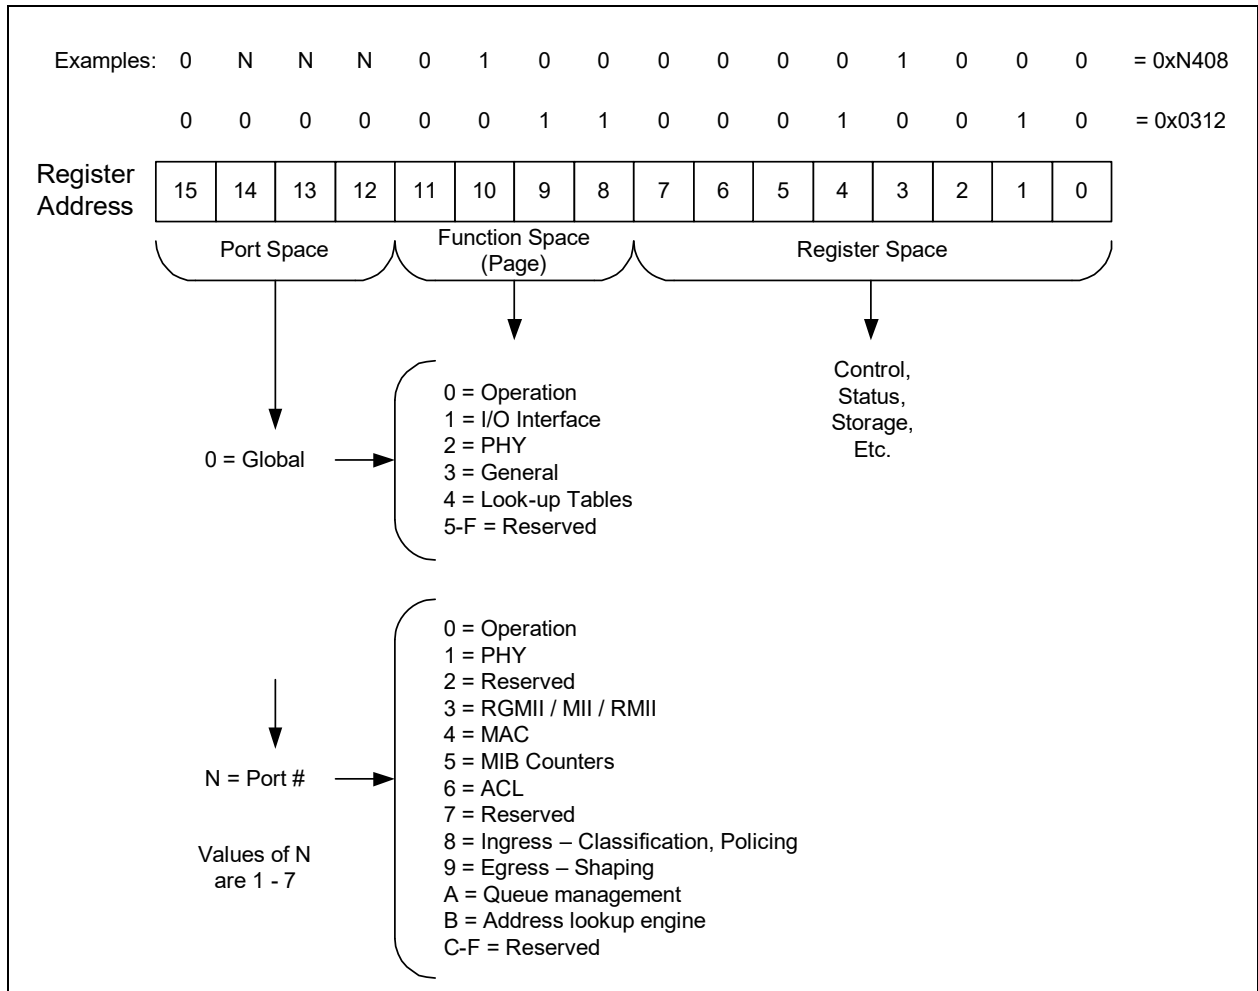 Examples: 0 N N N 0 1 0 0 0 0 0 0 1 0 0 0 = 0xN408
0 0 0 0 0 0 1 1 0 0 0 1 0 0 1 0 = 0x0312
Register
Address
15 14 13 12 11 10 9 8 7 6 5 4 3 2 1 0
Port Space
Function Space
(Page)
Register Space
Control,
Status,
Storage,
Etc.
0 = Global
0 = Operation
1 = I/O Interface
2 = PHY
3 = General
4 = Look-up Tables
5-F = Reserved
N = Port #
Values of N
are 1 - 7
0 = Operation
1 = PHY
2 = Reserved
3 = RGMII / MII / RMII
4 = MAC
5 = MIB Counters
6 = ACL
7 = Reserved
8 = Ingress – Classification, Policing
9 = Egress – Shaping
A = Queue management
B = Address lookup engine
C-F = Reserved